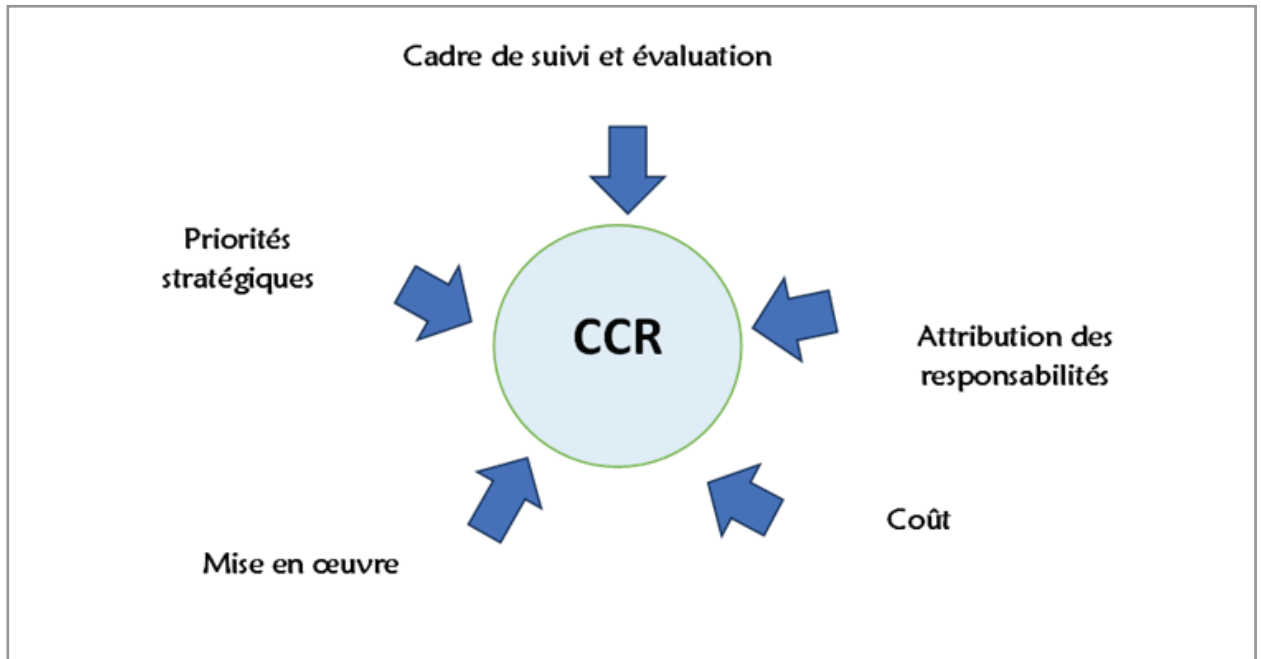 Cadre de suivi et évaluation
Priorités
stratégiques
CCR
Attribution des
responsabilités
Coût
Mise en œuvre